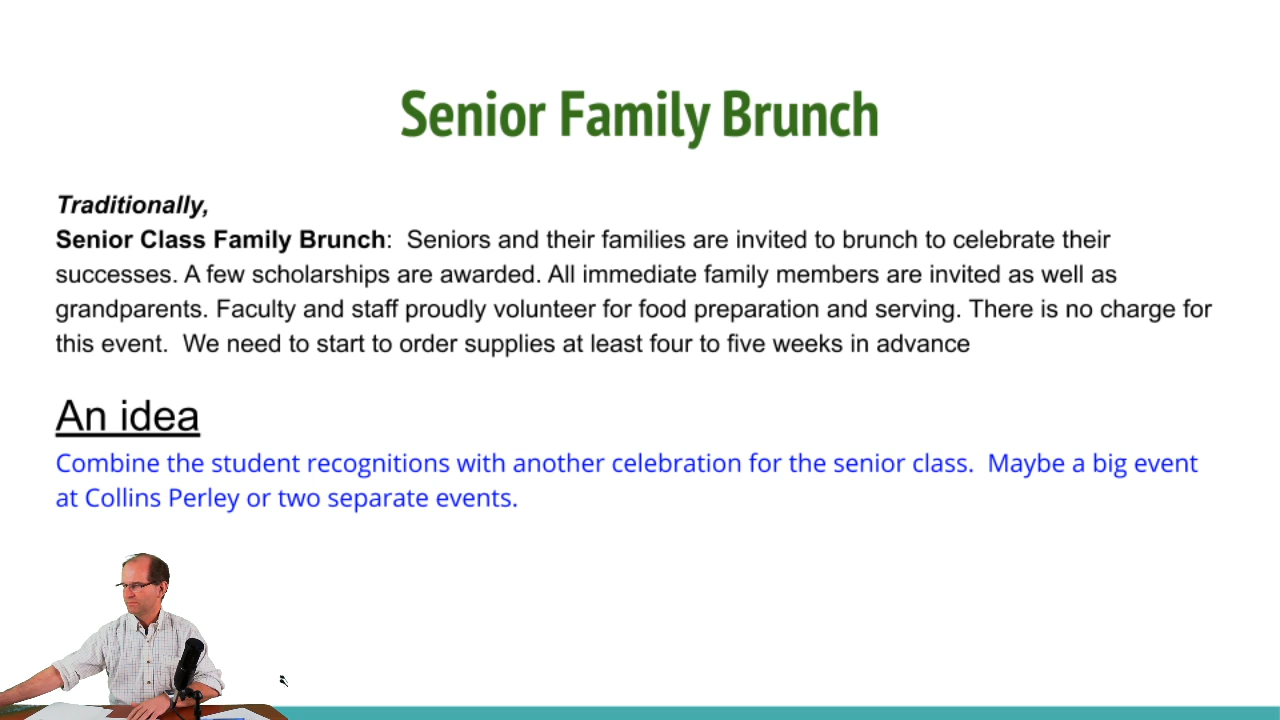 Senior Family Brunch
Traditionally,
Senior Class Family Brunch:  Seniors and their families are invited to brunch to celebrate their
successes. A few scholarships are awarded. All immediate family members are invited as well as
grandparents. Faculty and staff proudly volunteer for food preparation and serving. There is no charge for
this event.  We need to start to order supplies at least four to five weeks in advance
An idea
Combine the student recognitions with another celebration for the senior class.  Maybe a big event
at Collins Perley or two separate events.